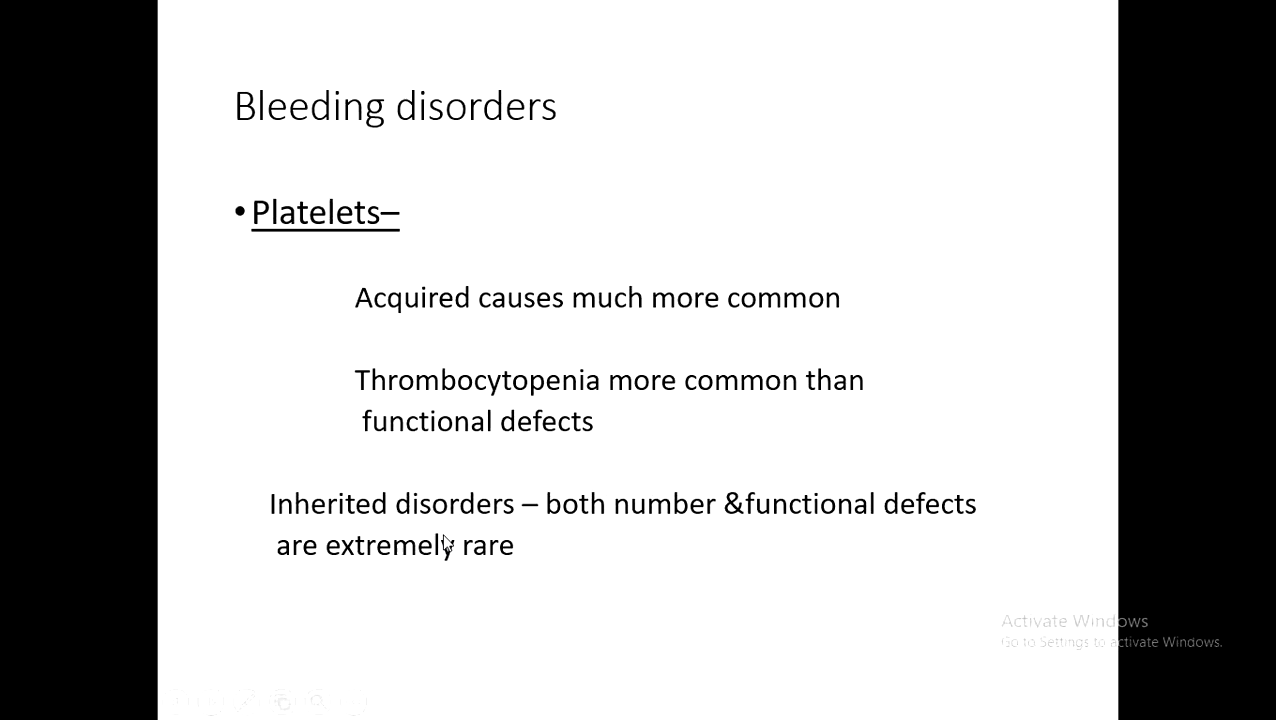 Bleeding disorders
• Platelets–
Acquired causes much more common
Thrombocytopenia more common than
functional defects
Inherited disorders – both number &functional defects
are extremely rare
Activate Windows
Go to Settings to activate Windows.